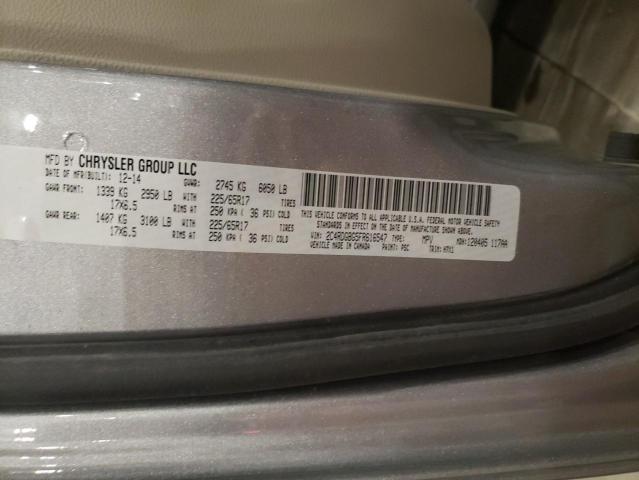 MFD BY CHRYSLER GROUP LLC
DATE OF MFR(BUILT): 12-14 GVWR: 2745 KG 6050 LB
GAWR FRONT: 1339 KG 2950 LB 225/65R17 TIRES
17X6.5 RIMS AT 250 KPA ( 36 PSI) COLD
GAWR REAR: 1407 KG 3100 LB 225/65R17 TIRES
17X6.5 RIMS AT 250 KPA ( 36 PSI) COLD
THIS VEHICLE CONFORMS TO ALL APPLICABLE U.S.A. FEDERAL MOTOR VEHICLE SAFETY
STANDARDS IN EFFECT ON THE DATE OF MANUFACTURE SHOWN ABOVE.
VIN: 2C4RDGBG5FR616547 TYPE: MPV MDH: 120405 117AA
VEHICLE MADE IN CANADA PAINT: PSC TRIM: